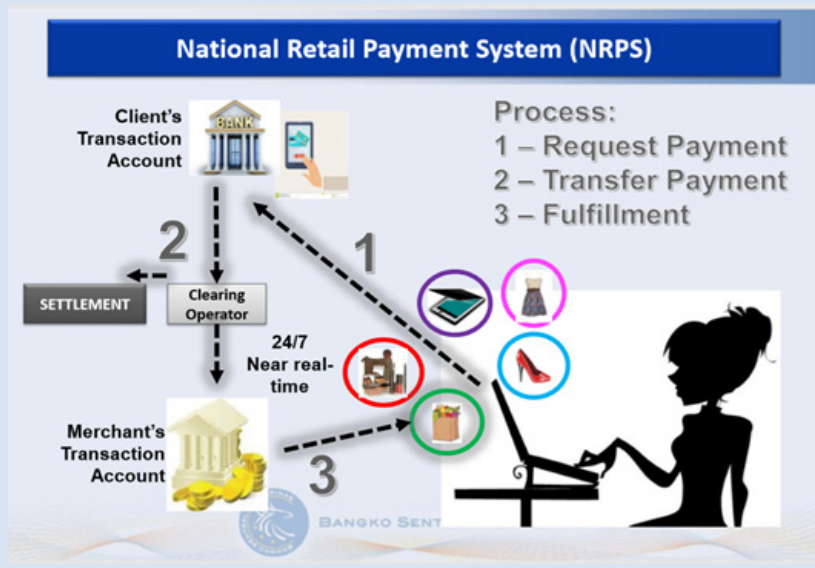 National Retail Payment System (NRPS)
Client's
Transaction
Account
BANK
Process:
1 – Request Payment
2 – Transfer Payment
3 – Fulfillment
2
1
SETTLEMENT
Clearing
Operator
24/7
Near real-
time
Merchant's
Transaction
Account
3
BANGKO SENT